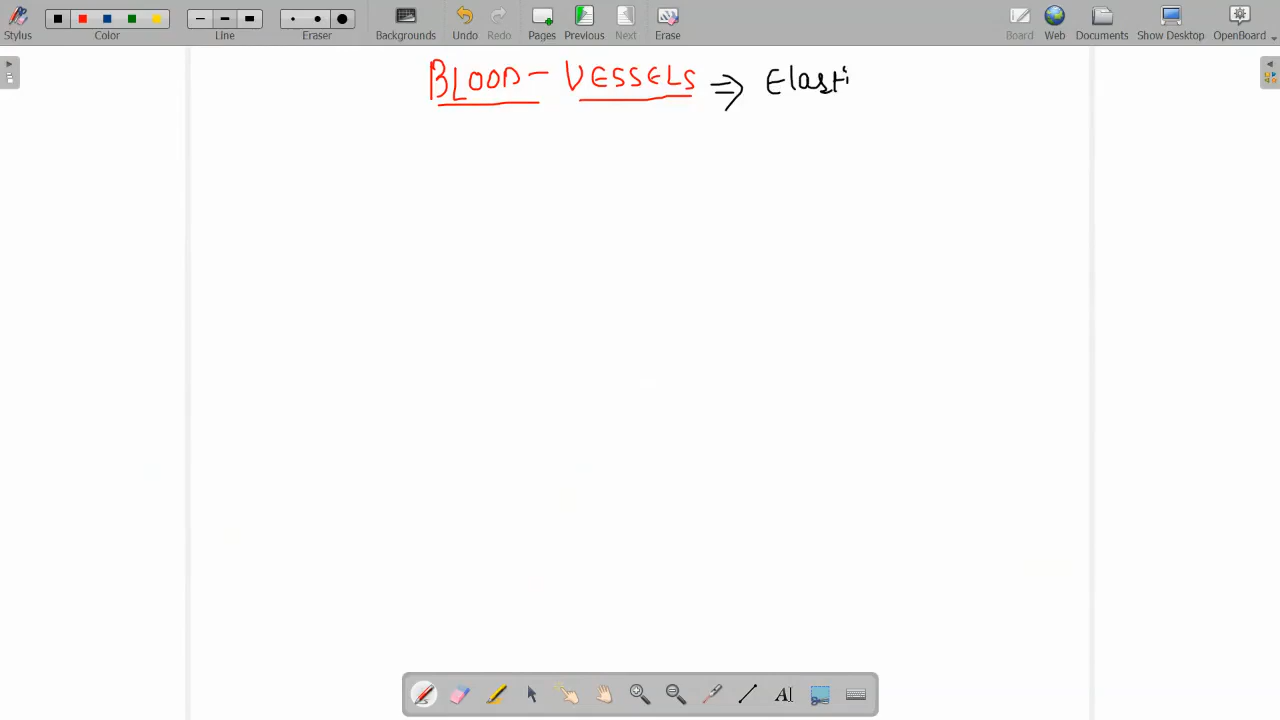 Stylus Color Line Eraser Backgrounds Undo Redo Pages Previous Next Erase Board Web Documents Show Desktop OpenBoard
BLOOD - VESSELS ⇒ Elasti
AI